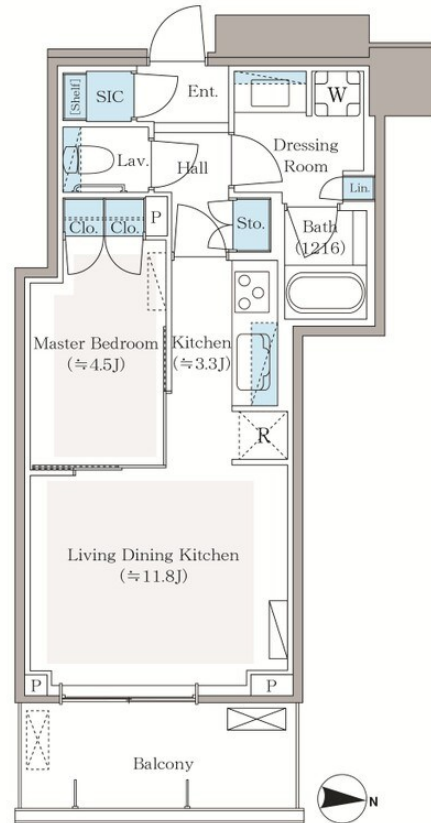 [Shelf]
SIC
Ent.
W
Lav.
Hall
Dressing
Room
Lin.
Clo.
Clo.
P
Sto.
Bath
(1216)
Master Bedroom
(≒4.5J)
Kitchen
(≒3.3J)
R
Living Dining Kitchen
(≒11.8J)
P
P
Balcony
N